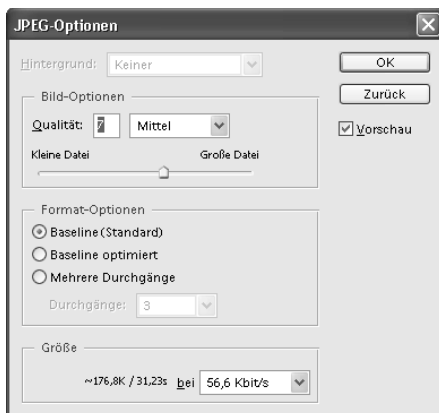 JPEG-Optionen
Hintergrund: Keiner
OK
Zurück
Vorschau
Bild-Optionen
Qualität: 7 Mittel
Kleine Datei Große Datei
Format-Optionen
Baseline (Standard)
Baseline optimiert
Mehrere Durchgänge
Durchgänge: 3
Größe
~176,8K / 31,23s bei 56,6 Kbit/s